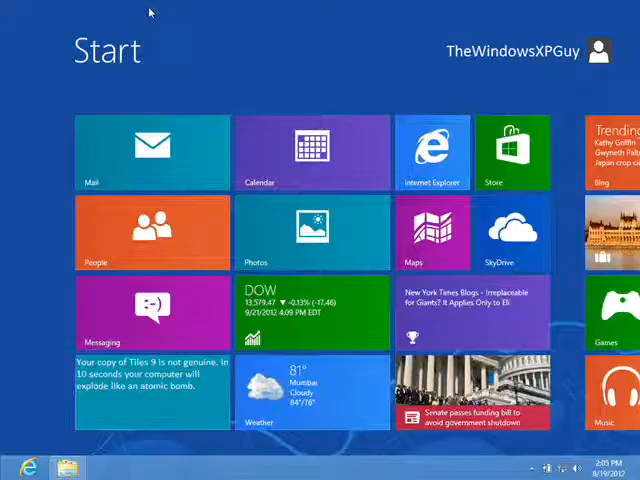 Start
TheWindowsXPGuy
Mail
Calendar
Internet Explorer
Store
Trending
Kathy Griffin
Gwyneth Paltr
Japan crop ci
Bing
People
Photos
Maps
SkyDrive
Messaging
DOW
13,579.47 ▼ -0.13% (-17.46)
9/21/2012 4:09 PM EDT
New York Times Blogs - Irreplaceable
for Giants? It Applies Only to Eli
Games
Your copy of Tiles 9 is not genuine. in
10 seconds your computer will
explode like an atomic bomb.
81°
Mumbai
Cloudy
84°/76°
Weather
Senate passes funding bill to
avoid government shutdown
Music
2:05 PM
8/19/2012